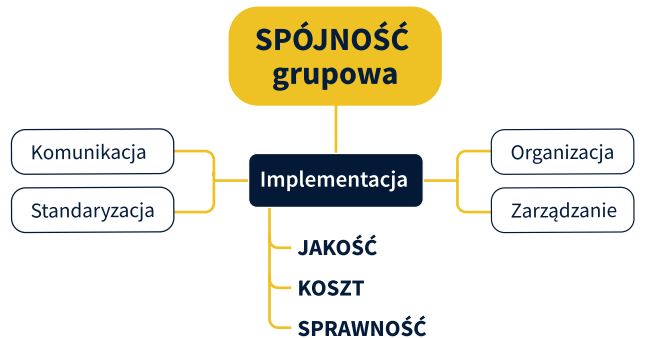 SPÓJNOŚĆ
grupowa
Komunikacja
Organizacja
Implementacja
Standaryzacja
Zarządzanie
JAKOŚĆ
KOSZT
SPRAWNOŚĆ